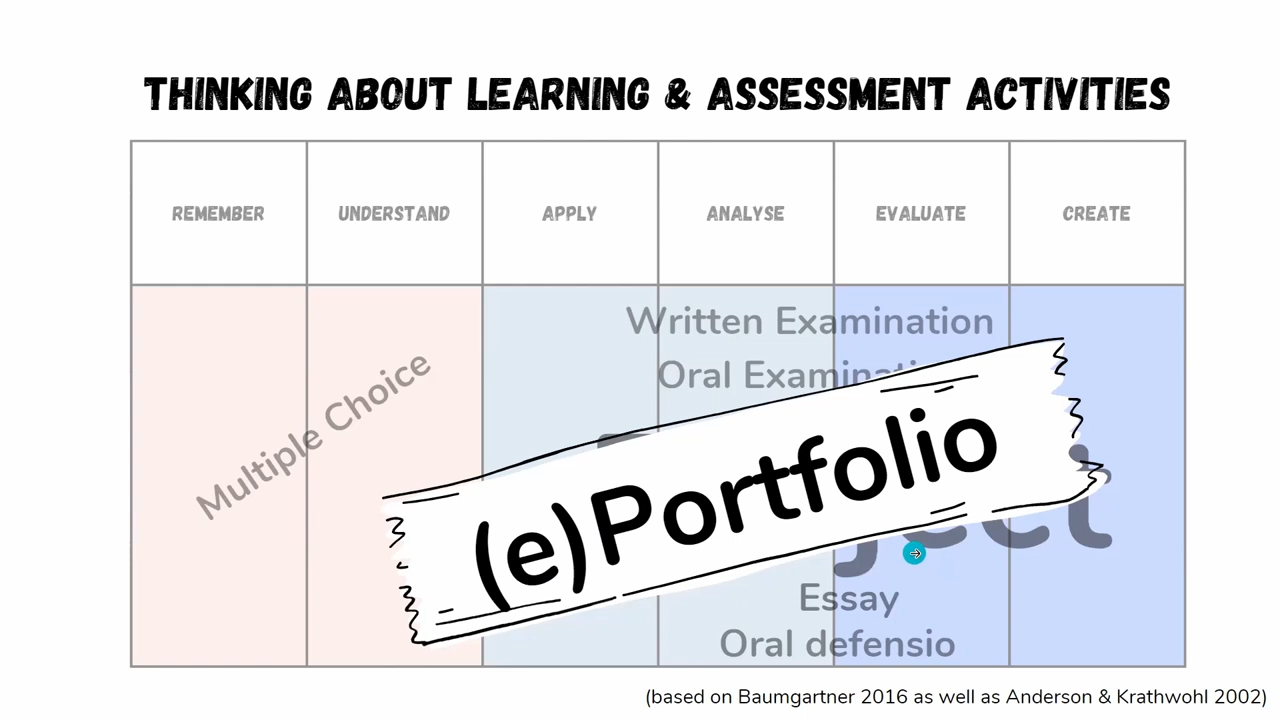 THINKING ABOUT LEARNING & ASSESSMENT ACTIVITIES
REMEMBER UNDERSTAND APPLY ANALYSE EVALUATE CREATE
Written Examination
Oral Examination
Multiple Choice
(e)Portfolio
Essay
Oral defensio
(based on Baumgartner 2016 as well as Anderson & Krathwohl 2002)